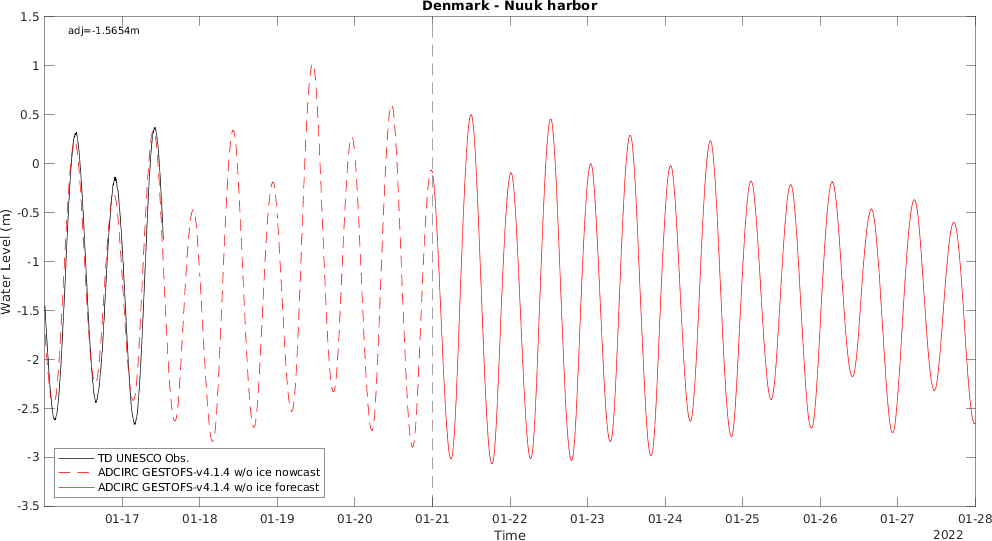 Denmark - Nuuk harbor
adj=-1.5654m
1.5
1
0.5
0
-0.5
-1
-1.5
-2
-2.5
-3
-3.5
Water Level (m)
TD UNESCO Obs.
ADCIRC GESTOFS-v4.1.4 w/o ice nowcast
ADCIRC GESTOFS-v4.1.4 w/o ice forecast
01-17 01-18 01-19 01-20 01-21 01-22 01-23 01-24 01-25 01-26 01-27 01-28
Time
2022